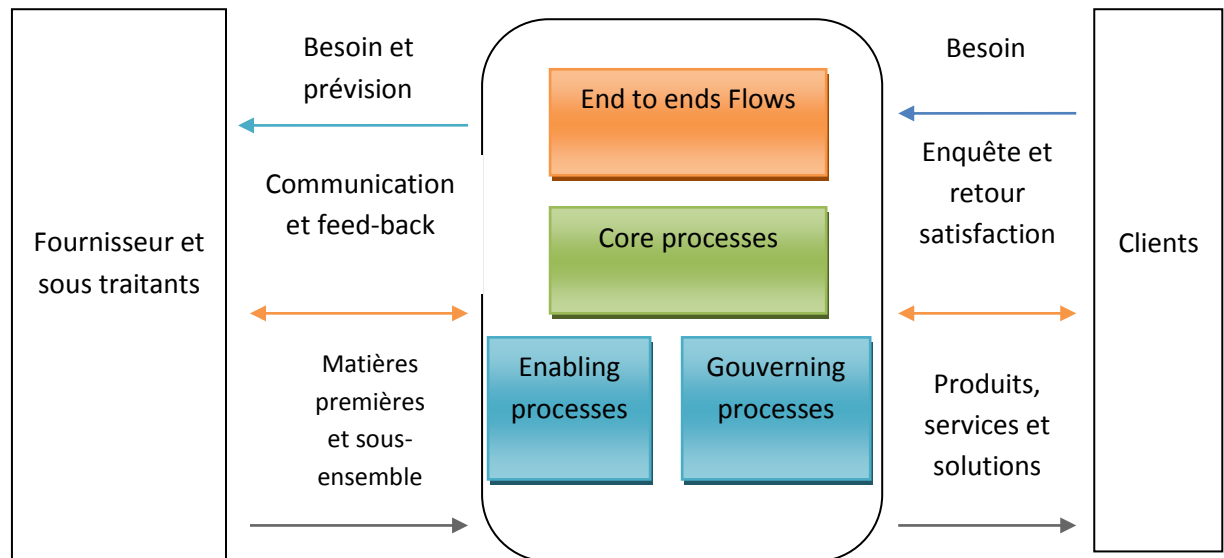 Fournisseur et
sous traitants
Besoin et
prévision
Communication
et feed-back
Matières
premières
et sous-
ensemble
End to ends Flows
Core processes
Enabling
processes
Gouverning
processes
Besoin
Enquête et
retour
satisfaction
Produits,
services et
solutions
Clients